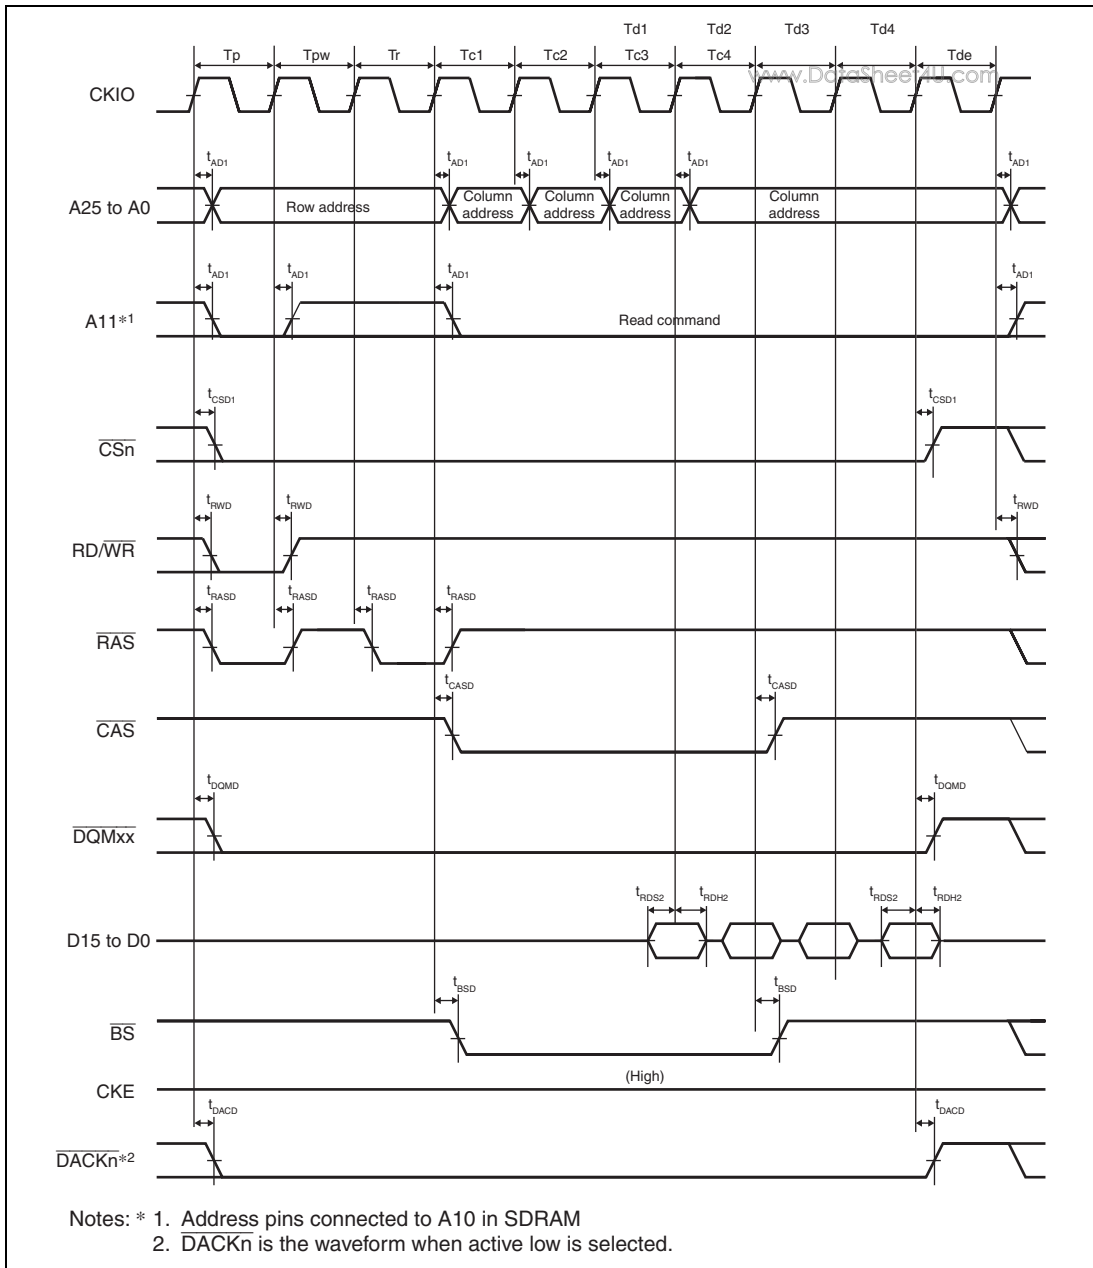 Td1 Td2 Td3 Td4
Tp Tpw Tr Tc1 Tc2 Tc3 Tc4 Tde
www.DataSheet4U.com
CKIO
tAD1 tAD1 tAD1 tAD1 tAD1 tAD1
A25 to A0
Row address
Column address
Column address
Column address
Column address
tAD1 tAD1 tAD1 tAD1
A11*1
Read command
tCSD1 tCSD1
CSn
tRWD tRWD tRWD
RD/WR
tRASD tRASD tRASD tRASD
RAS
tCASD tCASD
CAS
tDQMD tDQMD
DQMxx
tRDS2 tRDH2 tRDS2 tRDH2
D15 to D0
tBSD tBSD
BS
(High)
CKE
tDACD tDACD
DACKn*2
Notes: * 1. Address pins connected to A10 in SDRAM
2. DACKn is the waveform when active low is selected.